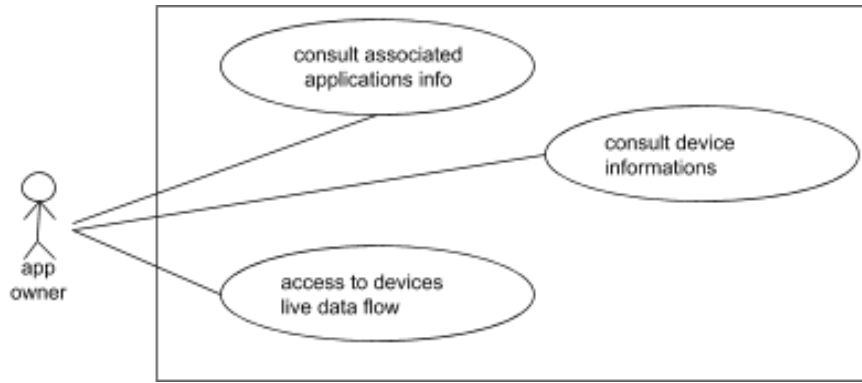 consult associated
applications info
consult device
informations
app
owner
access to devices
live data flow